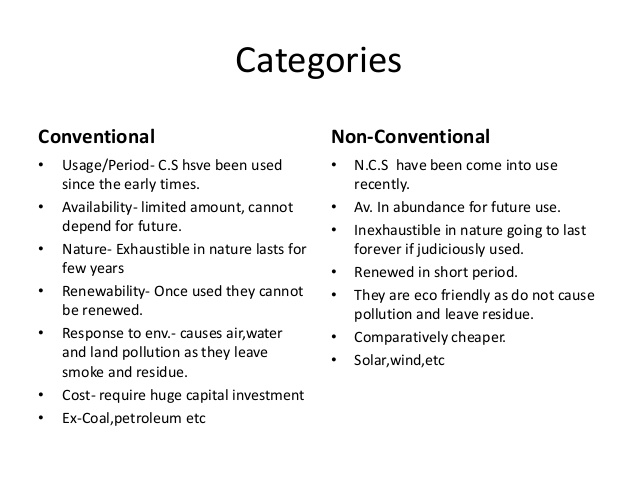 Categories
Conventional
• Usage/Period- C.S hsve been used
since the early times.
• Availability- limited amount, cannot
depend for future.
• Nature- Exhaustible in nature lasts for
few years
• Renewability- Once used they cannot
be renewed.
• Response to env.- causes air,water
and land pollution as they leave
smoke and residue.
• Cost- require huge capital investment
• Ex-Coal,petroleum etc
Non-Conventional
• N.C.S  have been come into use
recently.
• Av. In abundance for future use.
• Inexhaustible in nature going to last
forever if judiciously used.
• Renewed in short period.
• They are eco friendly as do not cause
pollution and leave residue.
• Comparatively cheaper.
• Solar,wind,etc